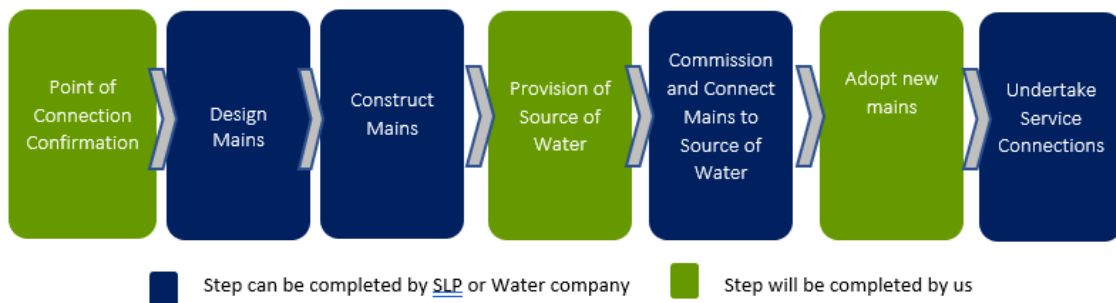 Point of
Connection
Confirmation
Design
Mains
Construct
Mains
Provision of
Source of
Water
Commission
and Connect
Mains to
Source of
Water
Adopt new
mains
Undertake
Service
Connections
Step can be completed by SLP or Water company
Step will be completed by us